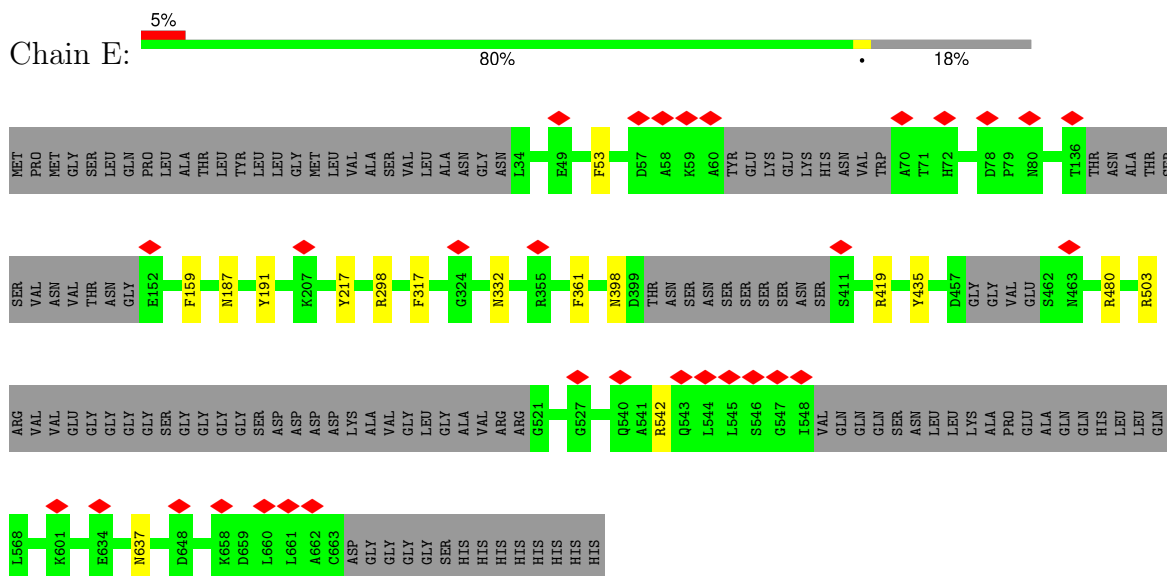 5%
Chain E:
80% • 18%
MET PRO MET GLY SER LEU GLN PRO LEU ALA THR LEU TYR LEU LEU GLY MET LEU VAL ALA SER VAL LEU ALA ASN GLY ASN L34 E49 F53 D57 A58 K59 A60 TYR GLU LYS GLU LYS HIS ASN VAL TRP A70 T71 H72 D78 P79 N80 T136 THR ASN ALA THR SER
SER VAL ASN VAL THR ASN GLY E152 F159 N187 Y191 K207 Y217 R298 F317 G324 N332 R355 F361 N398 D399 THR ASN SER ASN SER SER SER SER ASN SER S411 R419 Y435 D457 GLY GLY VAL GLU S462 N463 R480 R503
ARG VAL VAL GLU GLY GLY GLY GLY SER GLY GLY GLY GLY SER ASP ASP ASP ASP LYS ALA VAL GLY LEU GLY ALA VAL ARG ARG G521 G527 Q540 A541 R542 Q543 L544 L545 S546 G547 I548 VAL GLN GLN GLN SER ASN LEU LEU LYS ALA PRO GLU ALA GLN GLN HIS LEU LEU GLN
L568 K601 E634 N637 D648 K658 D659 L660 L661 A662 C663 ASP GLY GLY GLY GLY SER HIS HIS HIS HIS HIS HIS HIS HIS